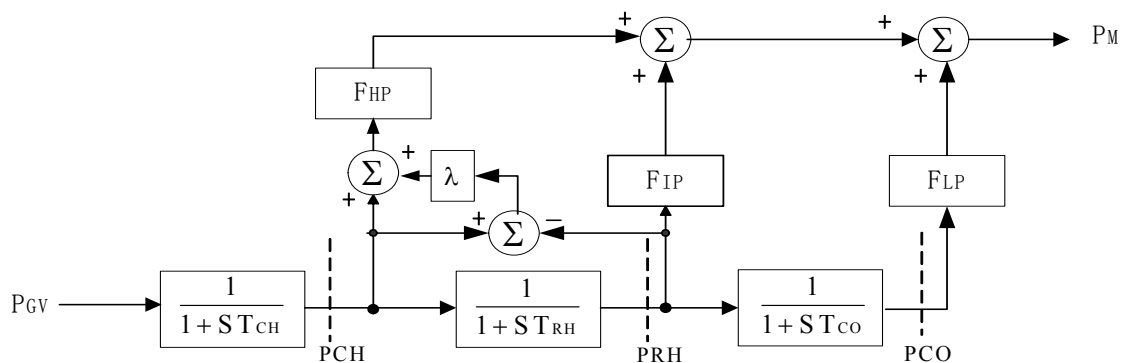 + Σ + Σ PM
+ +
FHP
+ λ FIP FLP
Σ
+ + Σ −
PGV 1 / 1 + STCH 1 / 1 + STRH 1 / 1 + STCO
PCH PRH PCO